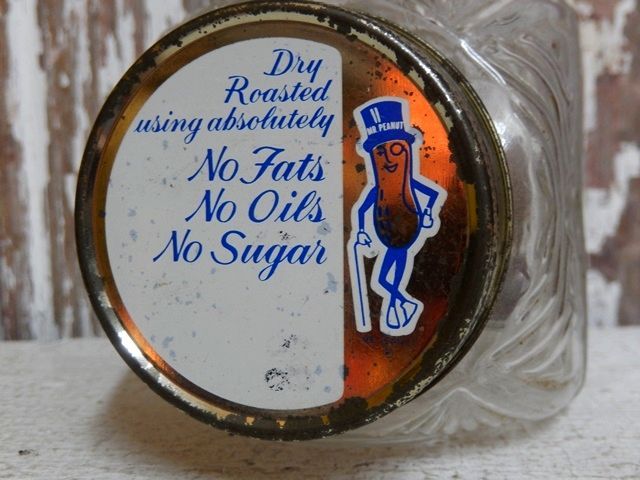 Dry
Roasted
using absolutely
No Fats
No Oils
No Sugar
MR. PEANUT